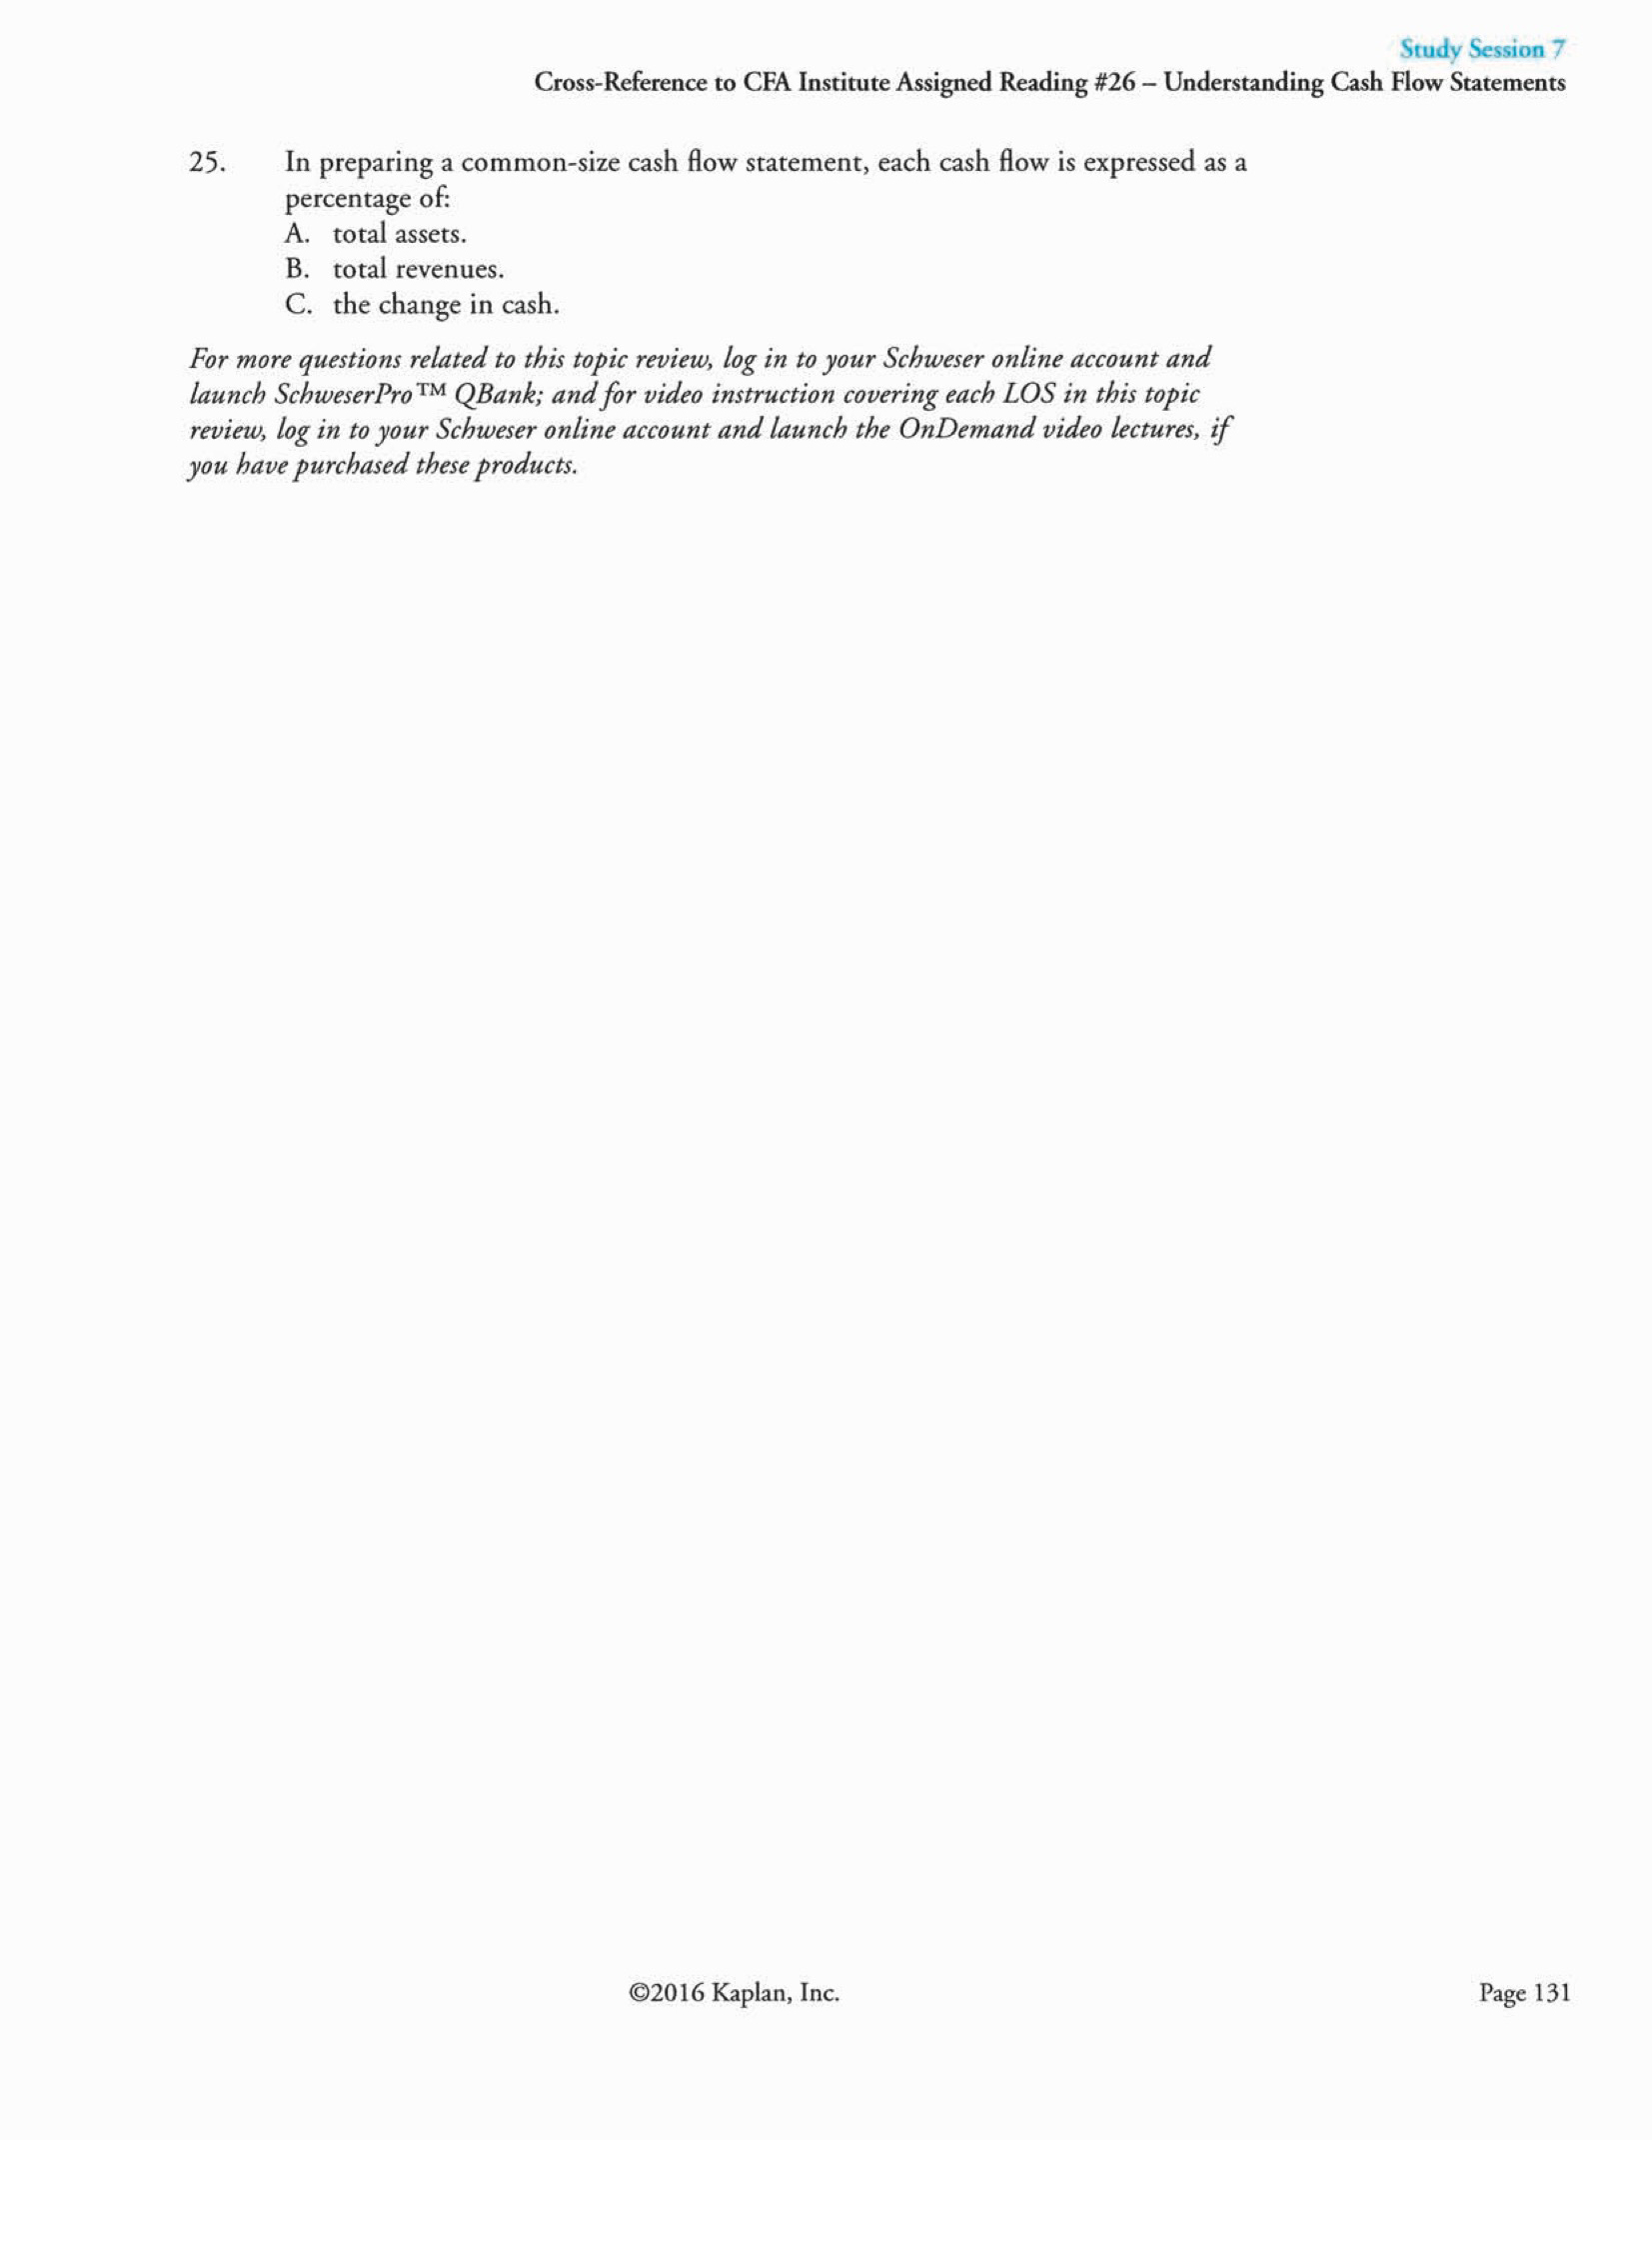 Study Session 7
Cross-Reference to CFA Institute Assigned Reading #26 – Understanding Cash Flow Statements
25. In preparing a common-size cash flow statement, each cash flow is expressed as a
percentage of:
A. total assets.
B. total revenues.
C. the change in cash.
For more questions related to this topic review, log in to your Schweser online account and
launch SchweserPro™ QBank; and for video instruction covering each LOS in this topic
review, log in to your Schweser online account and launch the OnDemand video lectures, if
you have purchased these products.
©2016 Kaplan, Inc.
Page 131